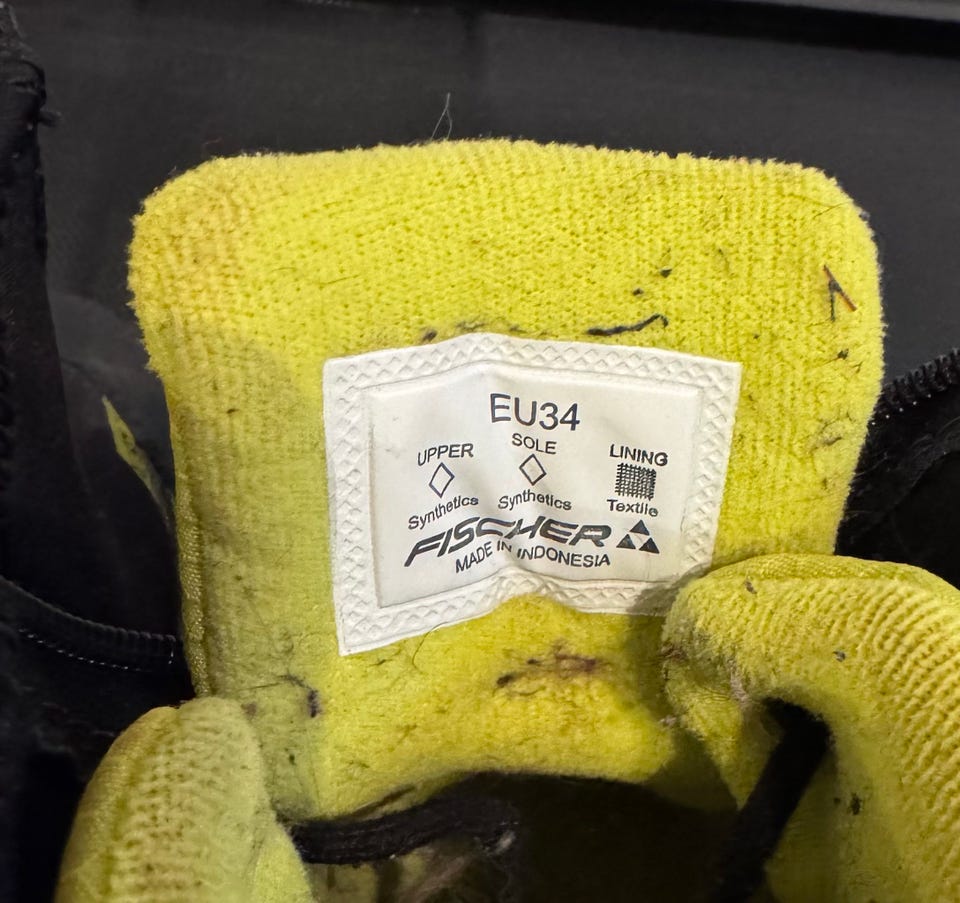 EU34
UPPER SOLE LINING
Synthetics Synthetics Textile
FISCHER
MADE IN INDONESIA